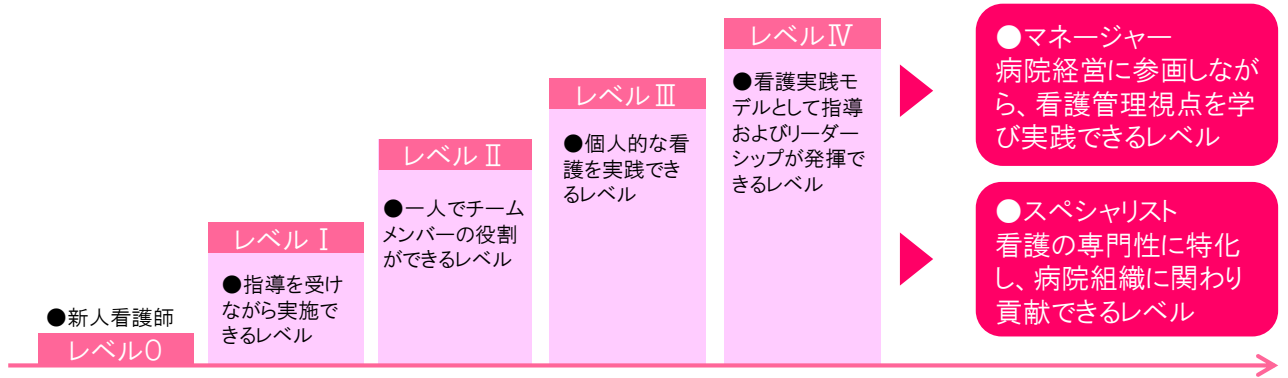 ●新人看護師
レベル0
レベルⅠ
●指導を受け
ながら実施で
きるレベル
レベルⅡ
●一人でチーム
メンバーの役割
ができるレベル
レベルⅢ
●個人的な看
護を実践でき
るレベル
レベルⅣ
●看護実践モ
デルとして指導
およびリーダー
シップが発揮で
きるレベル
●マネージャー
病院経営に参画しなが
ら、看護管理視点を学
び実践できるレベル
●スペシャリスト
看護の専門性に特化
し、病院組織に関わり
貢献できるレベル